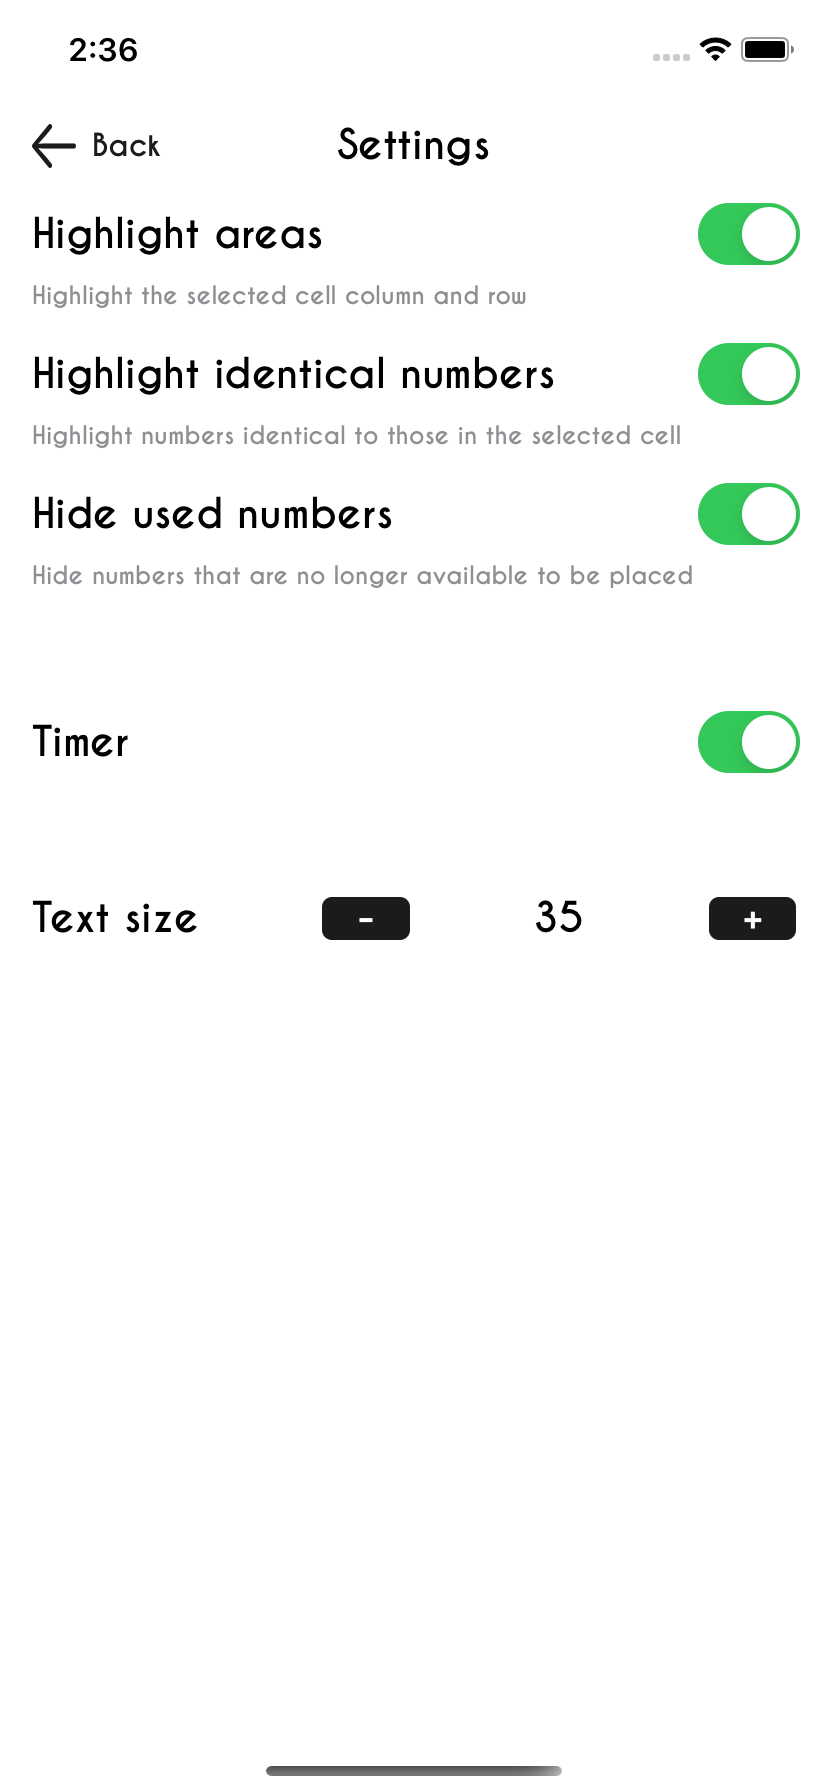 2:36
Back
Settings
Highlight areas
Highlight the selected cell column and row
Highlight identical numbers
Highlight numbers identical to those in the selected cell
Hide used numbers
Hide numbers that are no longer available to be placed
Timer
Text size - 35 +